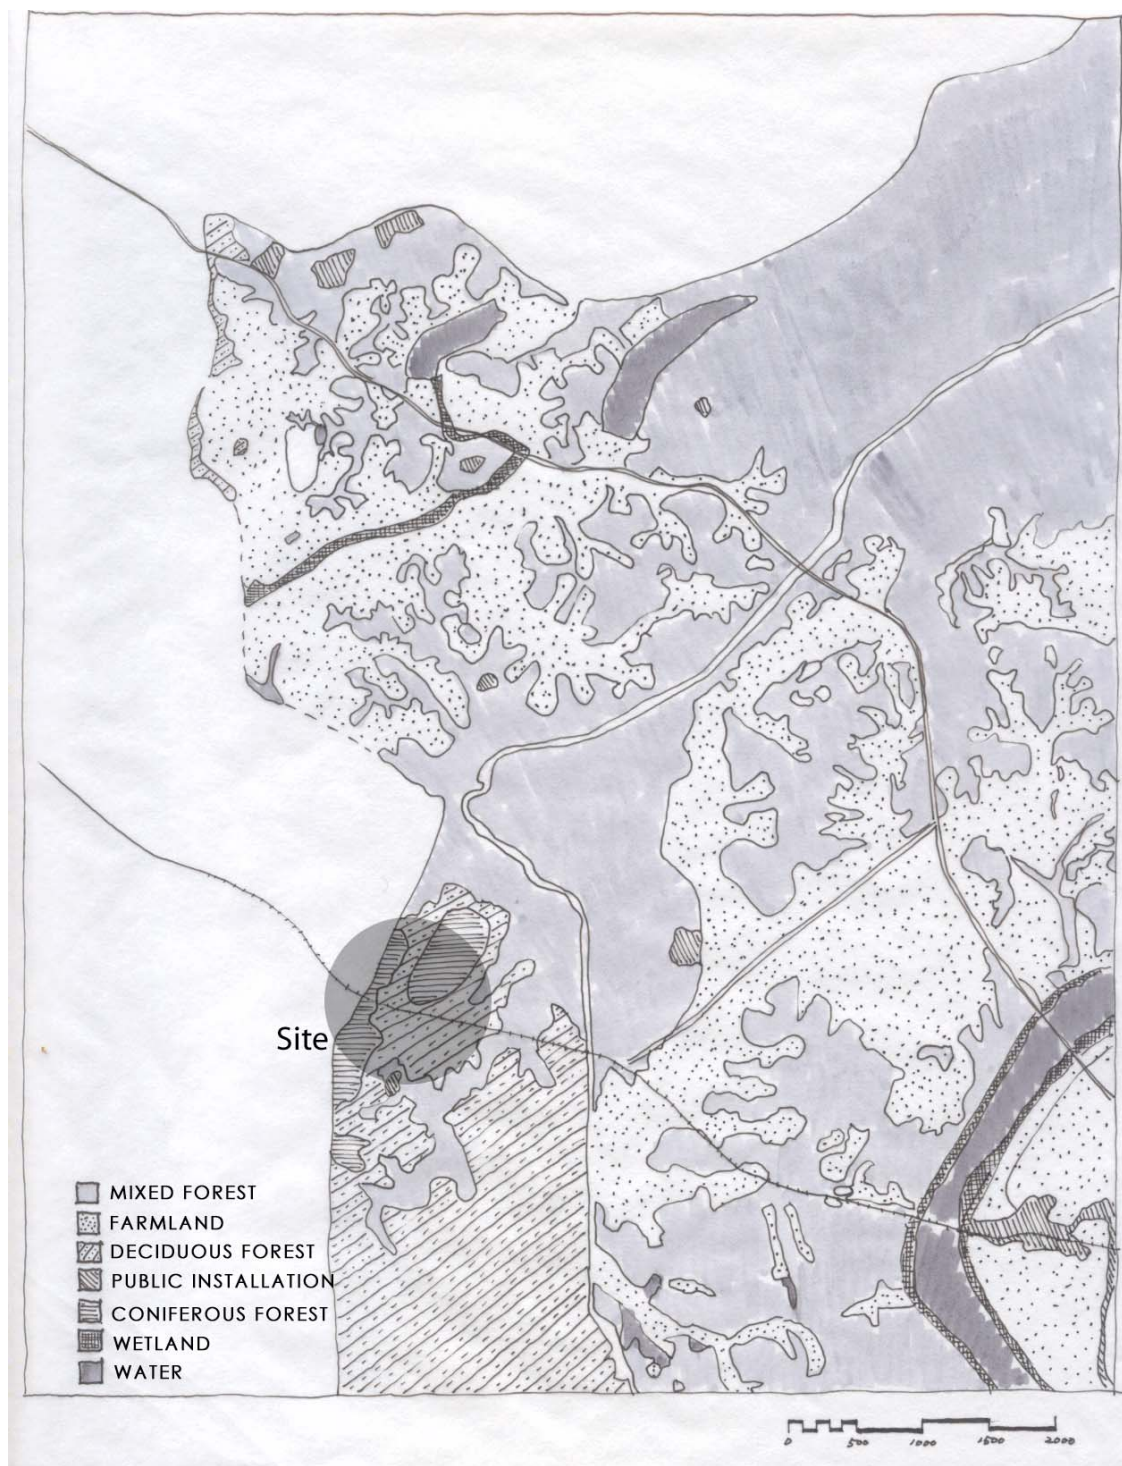 Site
MIXED FOREST
FARMLAND
DECIDUOUS FOREST
PUBLIC INSTALLATION
CONIFEROUS FOREST
WETLAND
WATER
0 500 1000 1500 2000